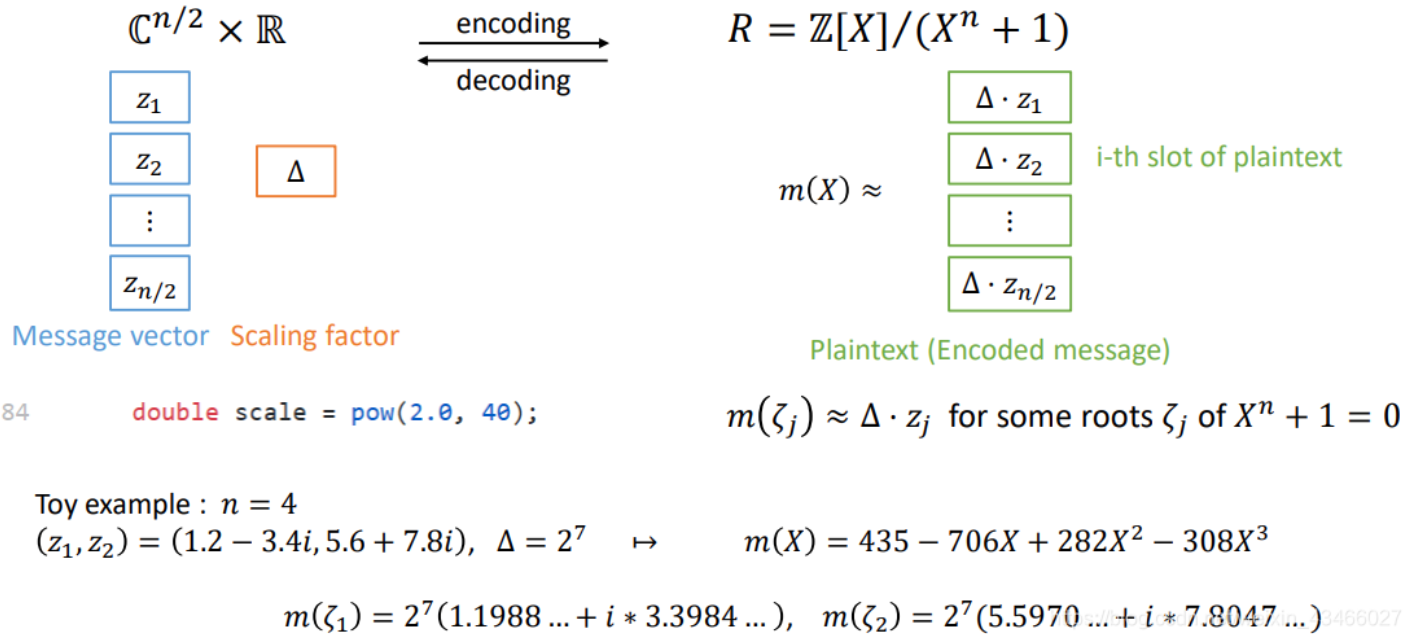 ℂ^{n/2} × ℝ
encoding
decoding
R = ℤ[X]/(X^n + 1)
z_1
z_2
⋮
z_{n/2}
Δ
Message vector
Scaling factor
m(X) ≈
Δ · z_1
Δ · z_2
⋮
Δ · z_{n/2}
i-th slot of plaintext
Plaintext (Encoded message)
84 double scale = pow(2.0, 40);
m(ζ_j) ≈ Δ · z_j for some roots ζ_j of X^n + 1 = 0
Toy example : n = 4
(z_1, z_2) = (1.2 − 3.4i, 5.6 + 7.8i), Δ = 2^7 ↦ m(X) = 435 − 706X + 282X^2 − 308X^3
m(ζ_1) = 2^7(1.1988 … + i ∗ 3.3984 … ), m(ζ_2) = 2^7(5.5970 … + i ∗ 7.8047 … )